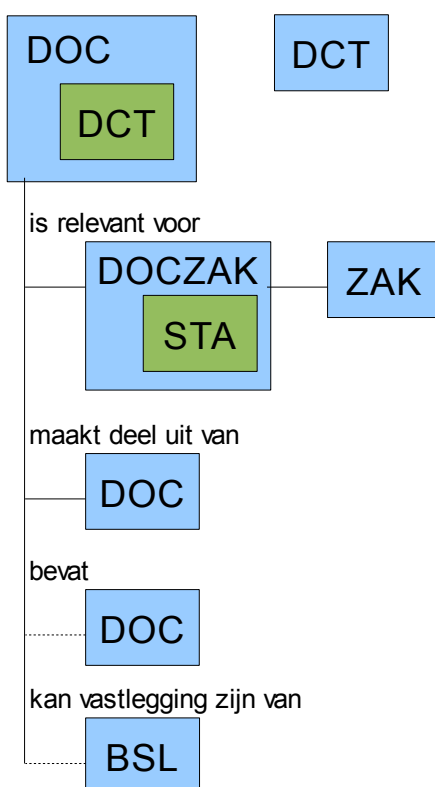 DOC
DCT
DCT
is relevant voor
DOCZAK
ZAK
STA
maakt deel uit van
DOC
bevat
DOC
kan vastlegging zijn van
BSL